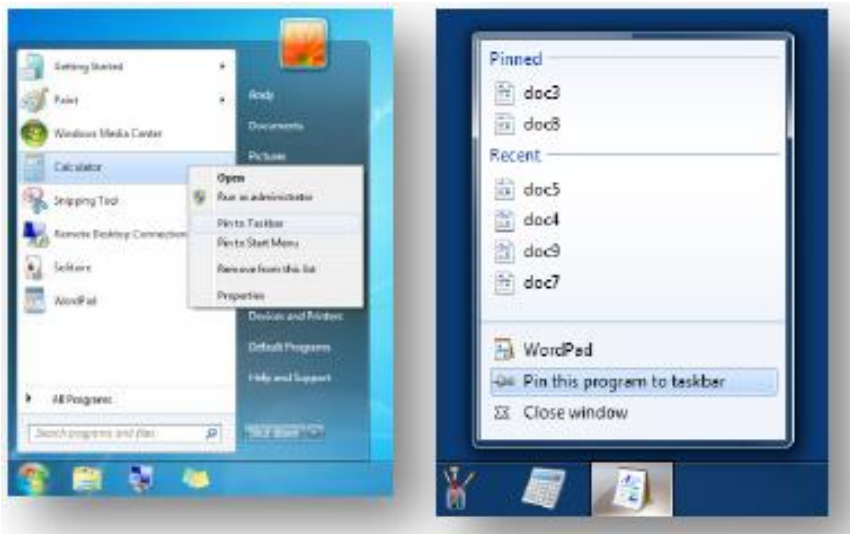 Getting Started
Paint
Windows Media Center
Calculator
Snipping Tool
Remote Desktop Connection
Solitaire
WordPad
All Programs
Search programs and files
Andy
Documents
Pictures
Open
Run as administrator
Pin to Taskbar
Pin to Start Menu
Remove from this list
Properties
Devices and Printers
Default Programs
Help and Support
Shut down
Pinned
doc3
doc8
Recent
doc5
doc4
doc9
doc7
WordPad
Pin this program to taskbar
Close window